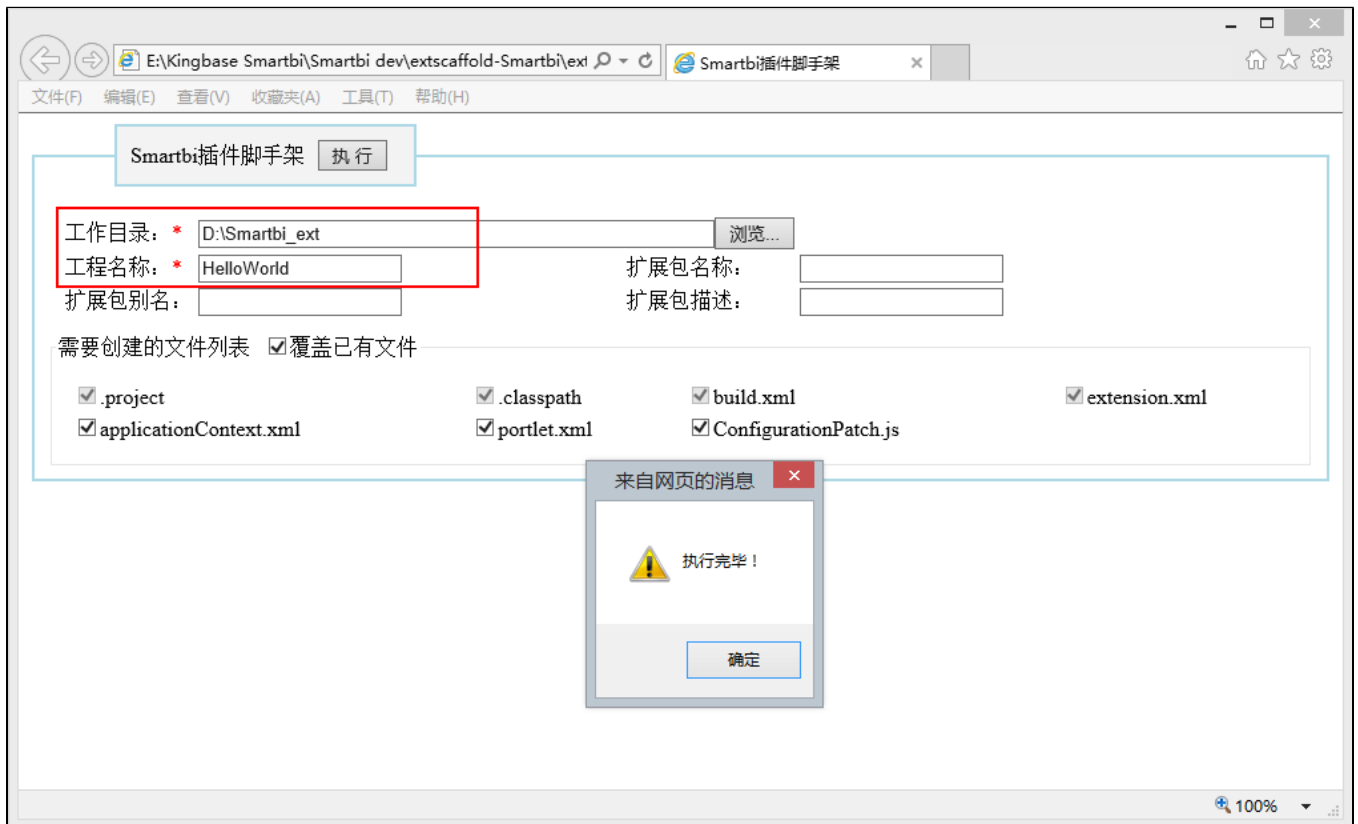 E:\Kingbase Smartbi\Smartbi dev\extscaffold-Smartbi\ext
Smartbi插件脚手架
文件(F) 编辑(E) 查看(V) 收藏夹(A) 工具(T) 帮助(H)
Smartbi插件脚手架 执 行
工作目录：* D:\Smartbi_ext 浏览...
工程名称：* HelloWorld 扩展包名称：
扩展包别名： 扩展包描述：
需要创建的文件列表 覆盖已有文件
.project .classpath build.xml extension.xml
applicationContext.xml portlet.xml ConfigurationPatch.js
来自网页的消息
执行完毕！
确定
100%